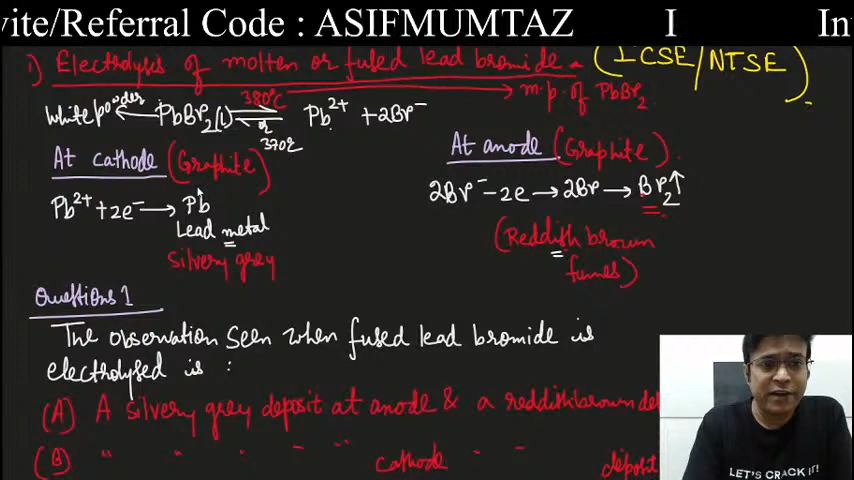 vite/Referral Code : ASIFMUMTAZ I In
1) Electrolysis of molten or fused lead bromide - (ICSE/NTSE)
White powder ← PbBr₂(l) ⇌ Pb²⁺ + 2Br⁻
380°C → m.p. of PbBr₂
or 370°C
At cathode (Graphite)
Pb²⁺ + 2e⁻ → Pb
Lead metal
Silvery grey
At anode (Graphite).
2Br⁻ - 2e → 2Br → Br₂↑
(Reddish brown
fumes)
Questions 1
The observation seen when fused lead bromide is
electrolysed is :
(A) A silvery grey deposit at anode & a reddish brown de
(B) " " " " cathode " " deposit
LET'S CRACK IT!